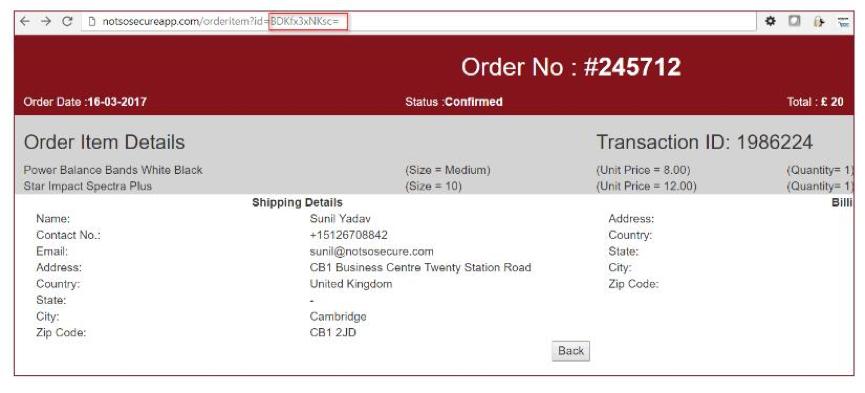 notsosecureapp.com/orderitem?id=BDKfx3xNKsc=
Order No : #245712
Order Date :16-03-2017 Status :Confirmed Total : £ 20
Order Item Details Transaction ID: 1986224
Power Balance Bands White Black (Size = Medium) (Unit Price = 8.00) (Quantity= 1)
Star Impact Spectra Plus (Size = 10) (Unit Price = 12.00) (Quantity= 1)
Shipping Details Billi
Name: Sunil Yadav Address:
Contact No.: +15126708842 Country:
Email: sunil@notsosecure.com State:
Address: CB1 Business Centre Twenty Station Road City:
Country: United Kingdom Zip Code:
State: -
City: Cambridge
Zip Code: CB1 2JD
Back